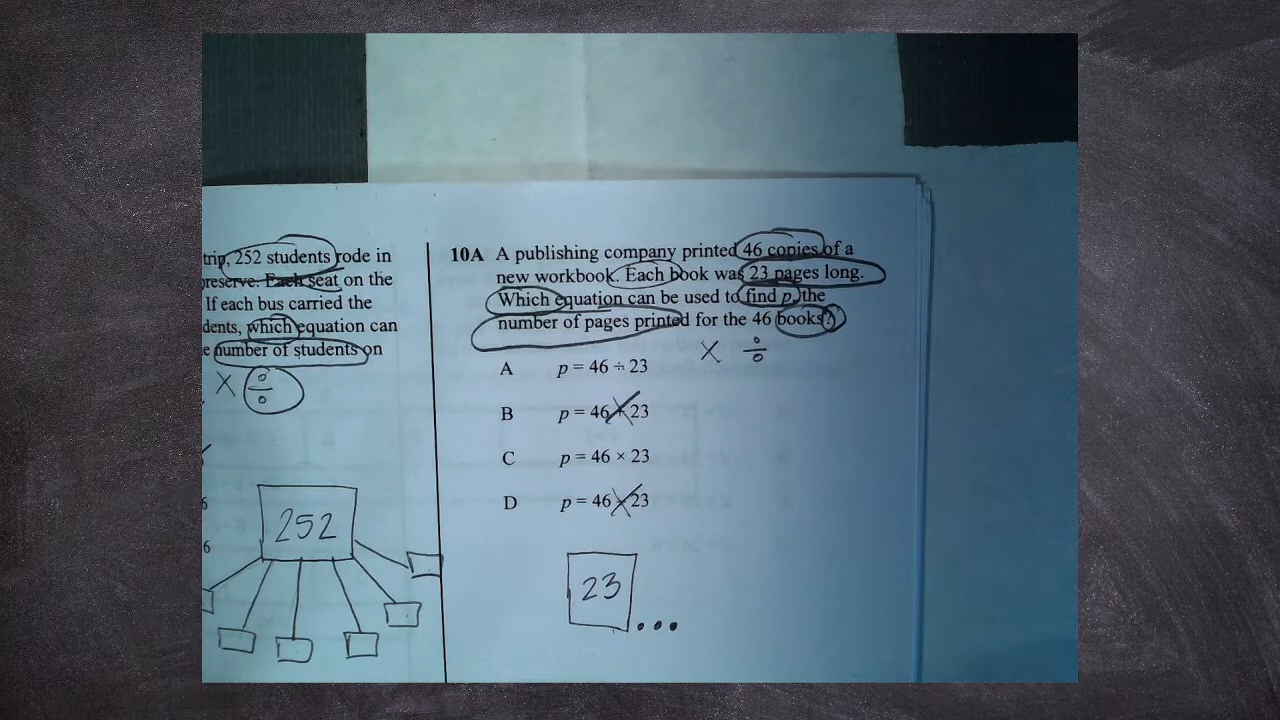 trip, 252 students rode in
preserve. Each seat on the
If each bus carried the
dents, which equation can
e number of students on
X ÷
6
6
252
10A A publishing company printed 46 copies of a
new workbook. Each book was 23 pages long.
Which equation can be used to find p, the
number of pages printed for the 46 books?
X ÷
A p = 46 ÷ 23
B p = 46 + 23
C p = 46 × 23
D p = 46 − 23
23...